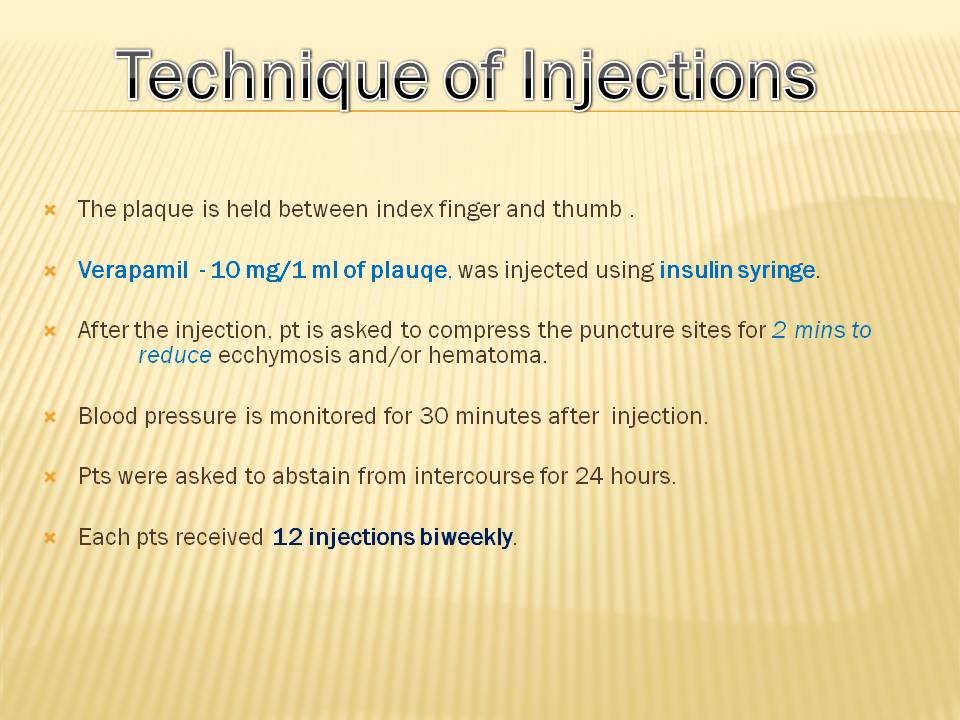 Technique of Injections
The plaque is held between index finger and thumb .
Verapamil - 10 mg/1 ml of plauqe, was injected using insulin syringe.
After the injection, pt is asked to compress the puncture sites for 2 mins to
reduce ecchymosis and/or hematoma.
Blood pressure is monitored for 30 minutes after injection.
Pts were asked to abstain from intercourse for 24 hours.
Each pts received 12 injections biweekly.